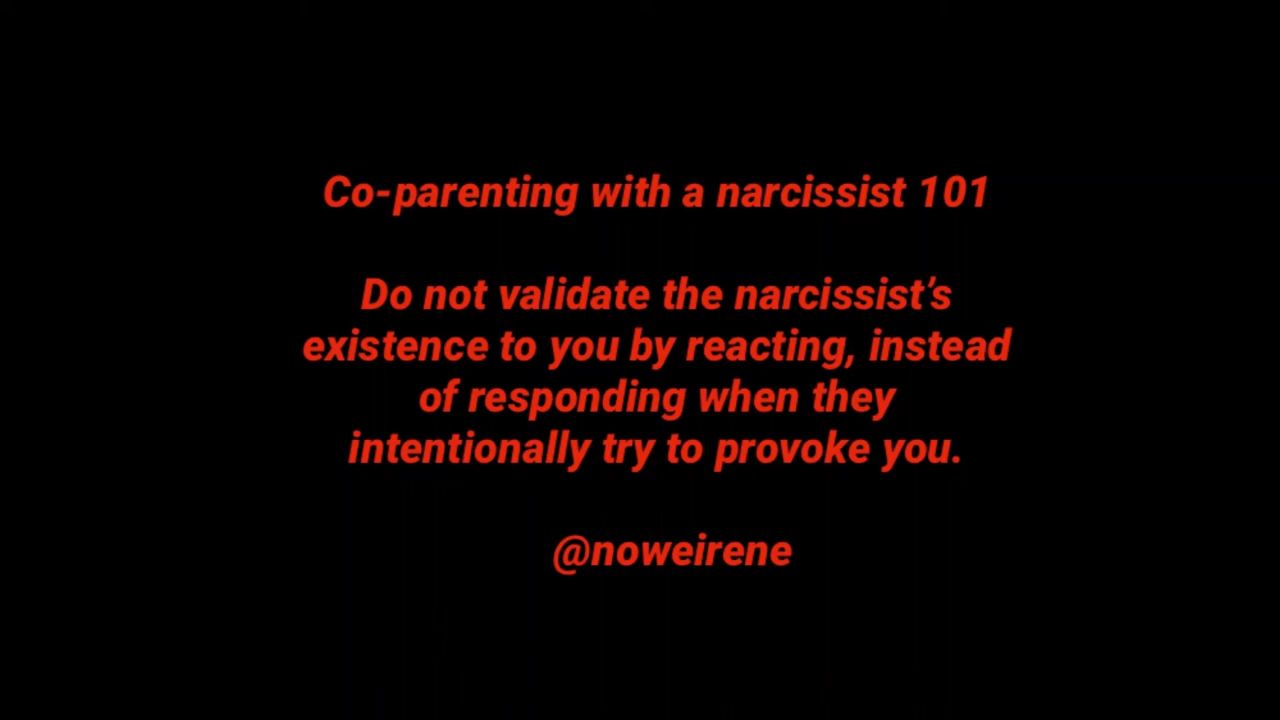 Co-parenting with a narcissist 101
Do not validate the narcissist’s
existence to you by reacting, instead
of responding when they
intentionally try to provoke you.
@noweirene